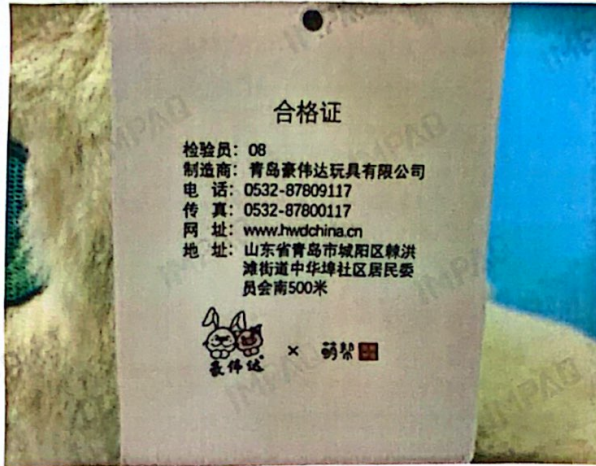 合格证
检验员：08
制造商：青岛豪伟达玩具有限公司
电 话：0532-87809117
传 真：0532-87800117
网 址：www.hwdchina.cn
地 址：山东省青岛市城阳区棘洪
滩街道中华埠社区居民委
员会南500米
豪伟达 × 萌帮
IMPAQ